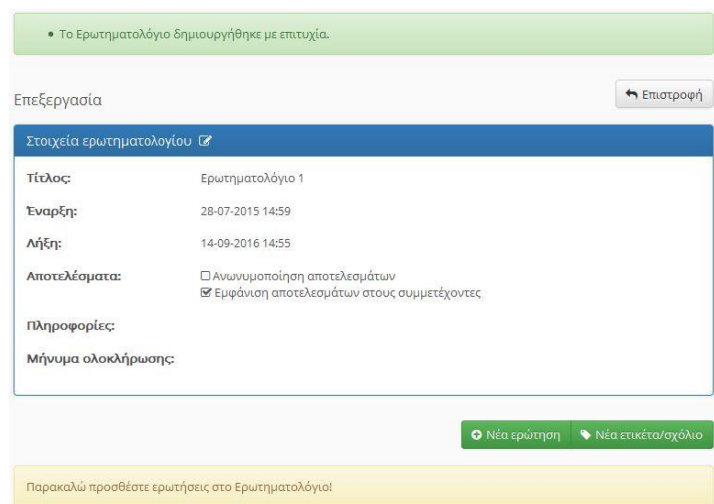 Το Ερωτηματολόγιο δημιουργήθηκε με επιτυχία.
Επεξεργασία
Επιστροφή
Στοιχεία ερωτηματολογίου
Τίτλος: Ερωτηματολόγιο 1
Έναρξη: 28-07-2015 14:59
Λήξη: 14-09-2016 14:55
Αποτελέσματα: Ανωνυμοποίηση αποτελεσμάτων
Εμφάνιση αποτελεσμάτων στους συμμετέχοντες
Πληροφορίες:
Μήνυμα ολοκλήρωσης:
Νέα ερώτηση Νέα ετικέτα/σχόλιο
Παρακαλώ προσθέστε ερωτήσεις στο Ερωτηματολόγιο!